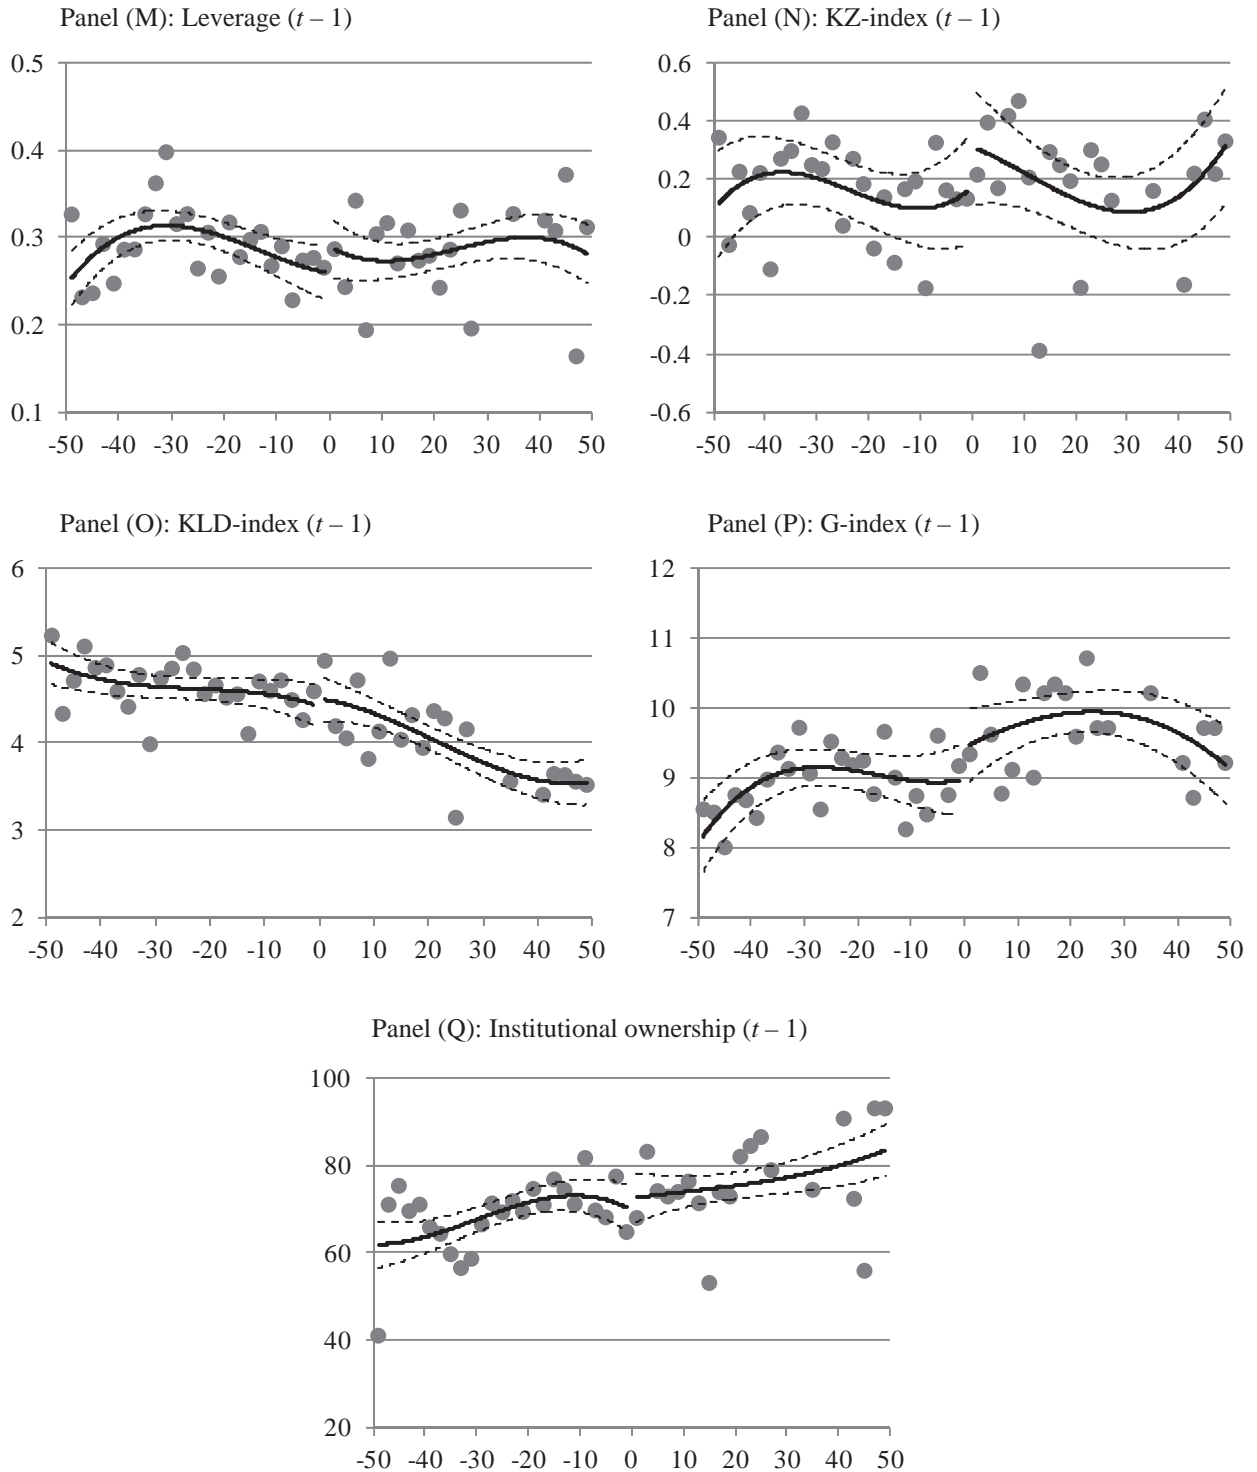 Panel (M): Leverage (t – 1)
0.5
0.4
0.3
0.2
0.1
-50 -40 -30 -20 -10 0 10 20 30 40 50
Panel (N): KZ-index (t – 1)
0.6
0.4
0.2
0
-0.2
-0.4
-0.6
-50 -40 -30 -20 -10 0 10 20 30 40 50
Panel (O): KLD-index (t – 1)
6
5
4
3
2
-50 -40 -30 -20 -10 0 10 20 30 40 50
Panel (P): G-index (t – 1)
12
11
10
9
8
7
-50 -40 -30 -20 -10 0 10 20 30 40 50
Panel (Q): Institutional ownership (t – 1)
100
80
60
40
20
-50 -40 -30 -20 -10 0 10 20 30 40 50